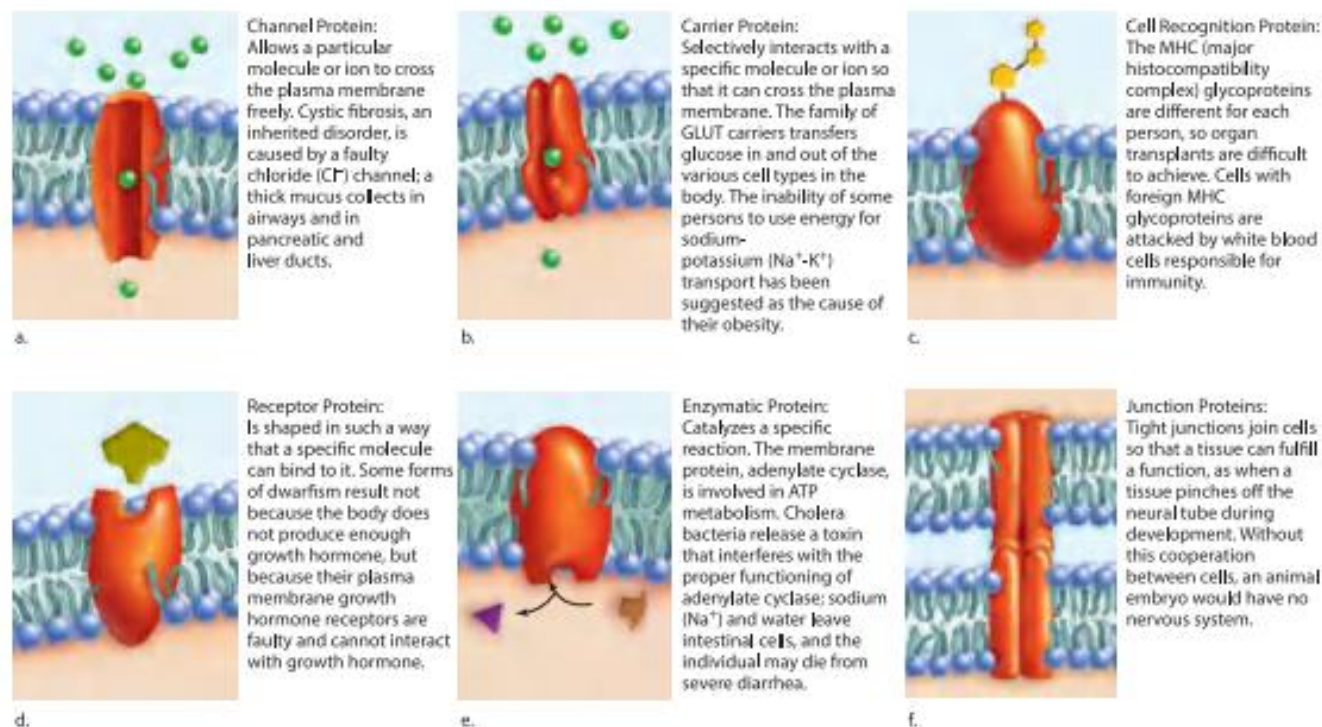 Channel Protein:
Allows a particular
molecule or ion to cross
the plasma membrane
freely. Cystic fibrosis, an
inherited disorder, is
caused by a faulty
chloride (Cl⁻) channel; a
thick mucus collects in
airways and in
pancreatic and
liver ducts.
a.
Carrier Protein:
Selectively interacts with a
specific molecule or ion so
that it can cross the plasma
membrane. The family of
GLUT carriers transfers
glucose in and out of the
various cell types in the
body. The inability of some
persons to use energy for
sodium-
potassium (Na⁺-K⁺)
transport has been
suggested as the cause of
their obesity.
b.
Cell Recognition Protein:
The MHC (major
histocompatibility
complex) glycoproteins
are different for each
person, so organ
transplants are difficult
to achieve. Cells with
foreign MHC
glycoproteins are
attacked by white blood
cells responsible for
immunity.
c.
Receptor Protein:
Is shaped in such a way
that a specific molecule
can bind to it. Some forms
of dwarfism result not
because the body does
not produce enough
growth hormone, but
because their plasma
membrane growth
hormone receptors are
faulty and cannot interact
with growth hormone.
d.
Enzymatic Protein:
Catalyzes a specific
reaction. The membrane
protein, adenylate cyclase,
is involved in ATP
metabolism. Cholera
bacteria release a toxin
that interferes with the
proper functioning of
adenylate cyclase; sodium
(Na⁺) and water leave
intestinal cells, and the
individual may die from
severe diarrhea.
e.
Junction Proteins:
Tight junctions join cells
so that a tissue can fulfill
a function, as when a
tissue pinches off the
neural tube during
development. Without
this cooperation
between cells, an animal
embryo would have no
nervous system.
f.